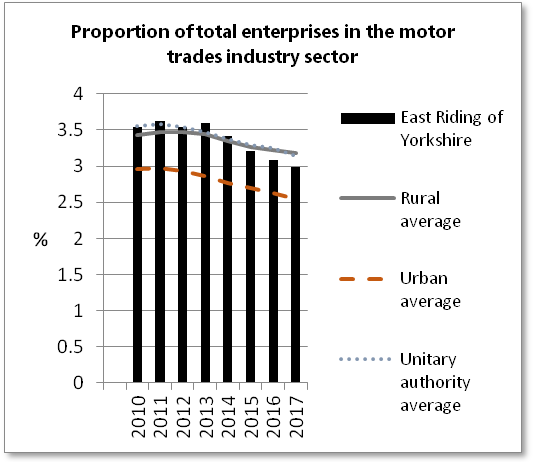 Proportion of total enterprises in the motor
trades industry sector
4
3.5
3
2.5
2
1.5
1
0.5
0
%
2010
2011
2012
2013
2014
2015
2016
2017
East Riding of
Yorkshire
Rural
average
Urban
average
Unitary
authority
average